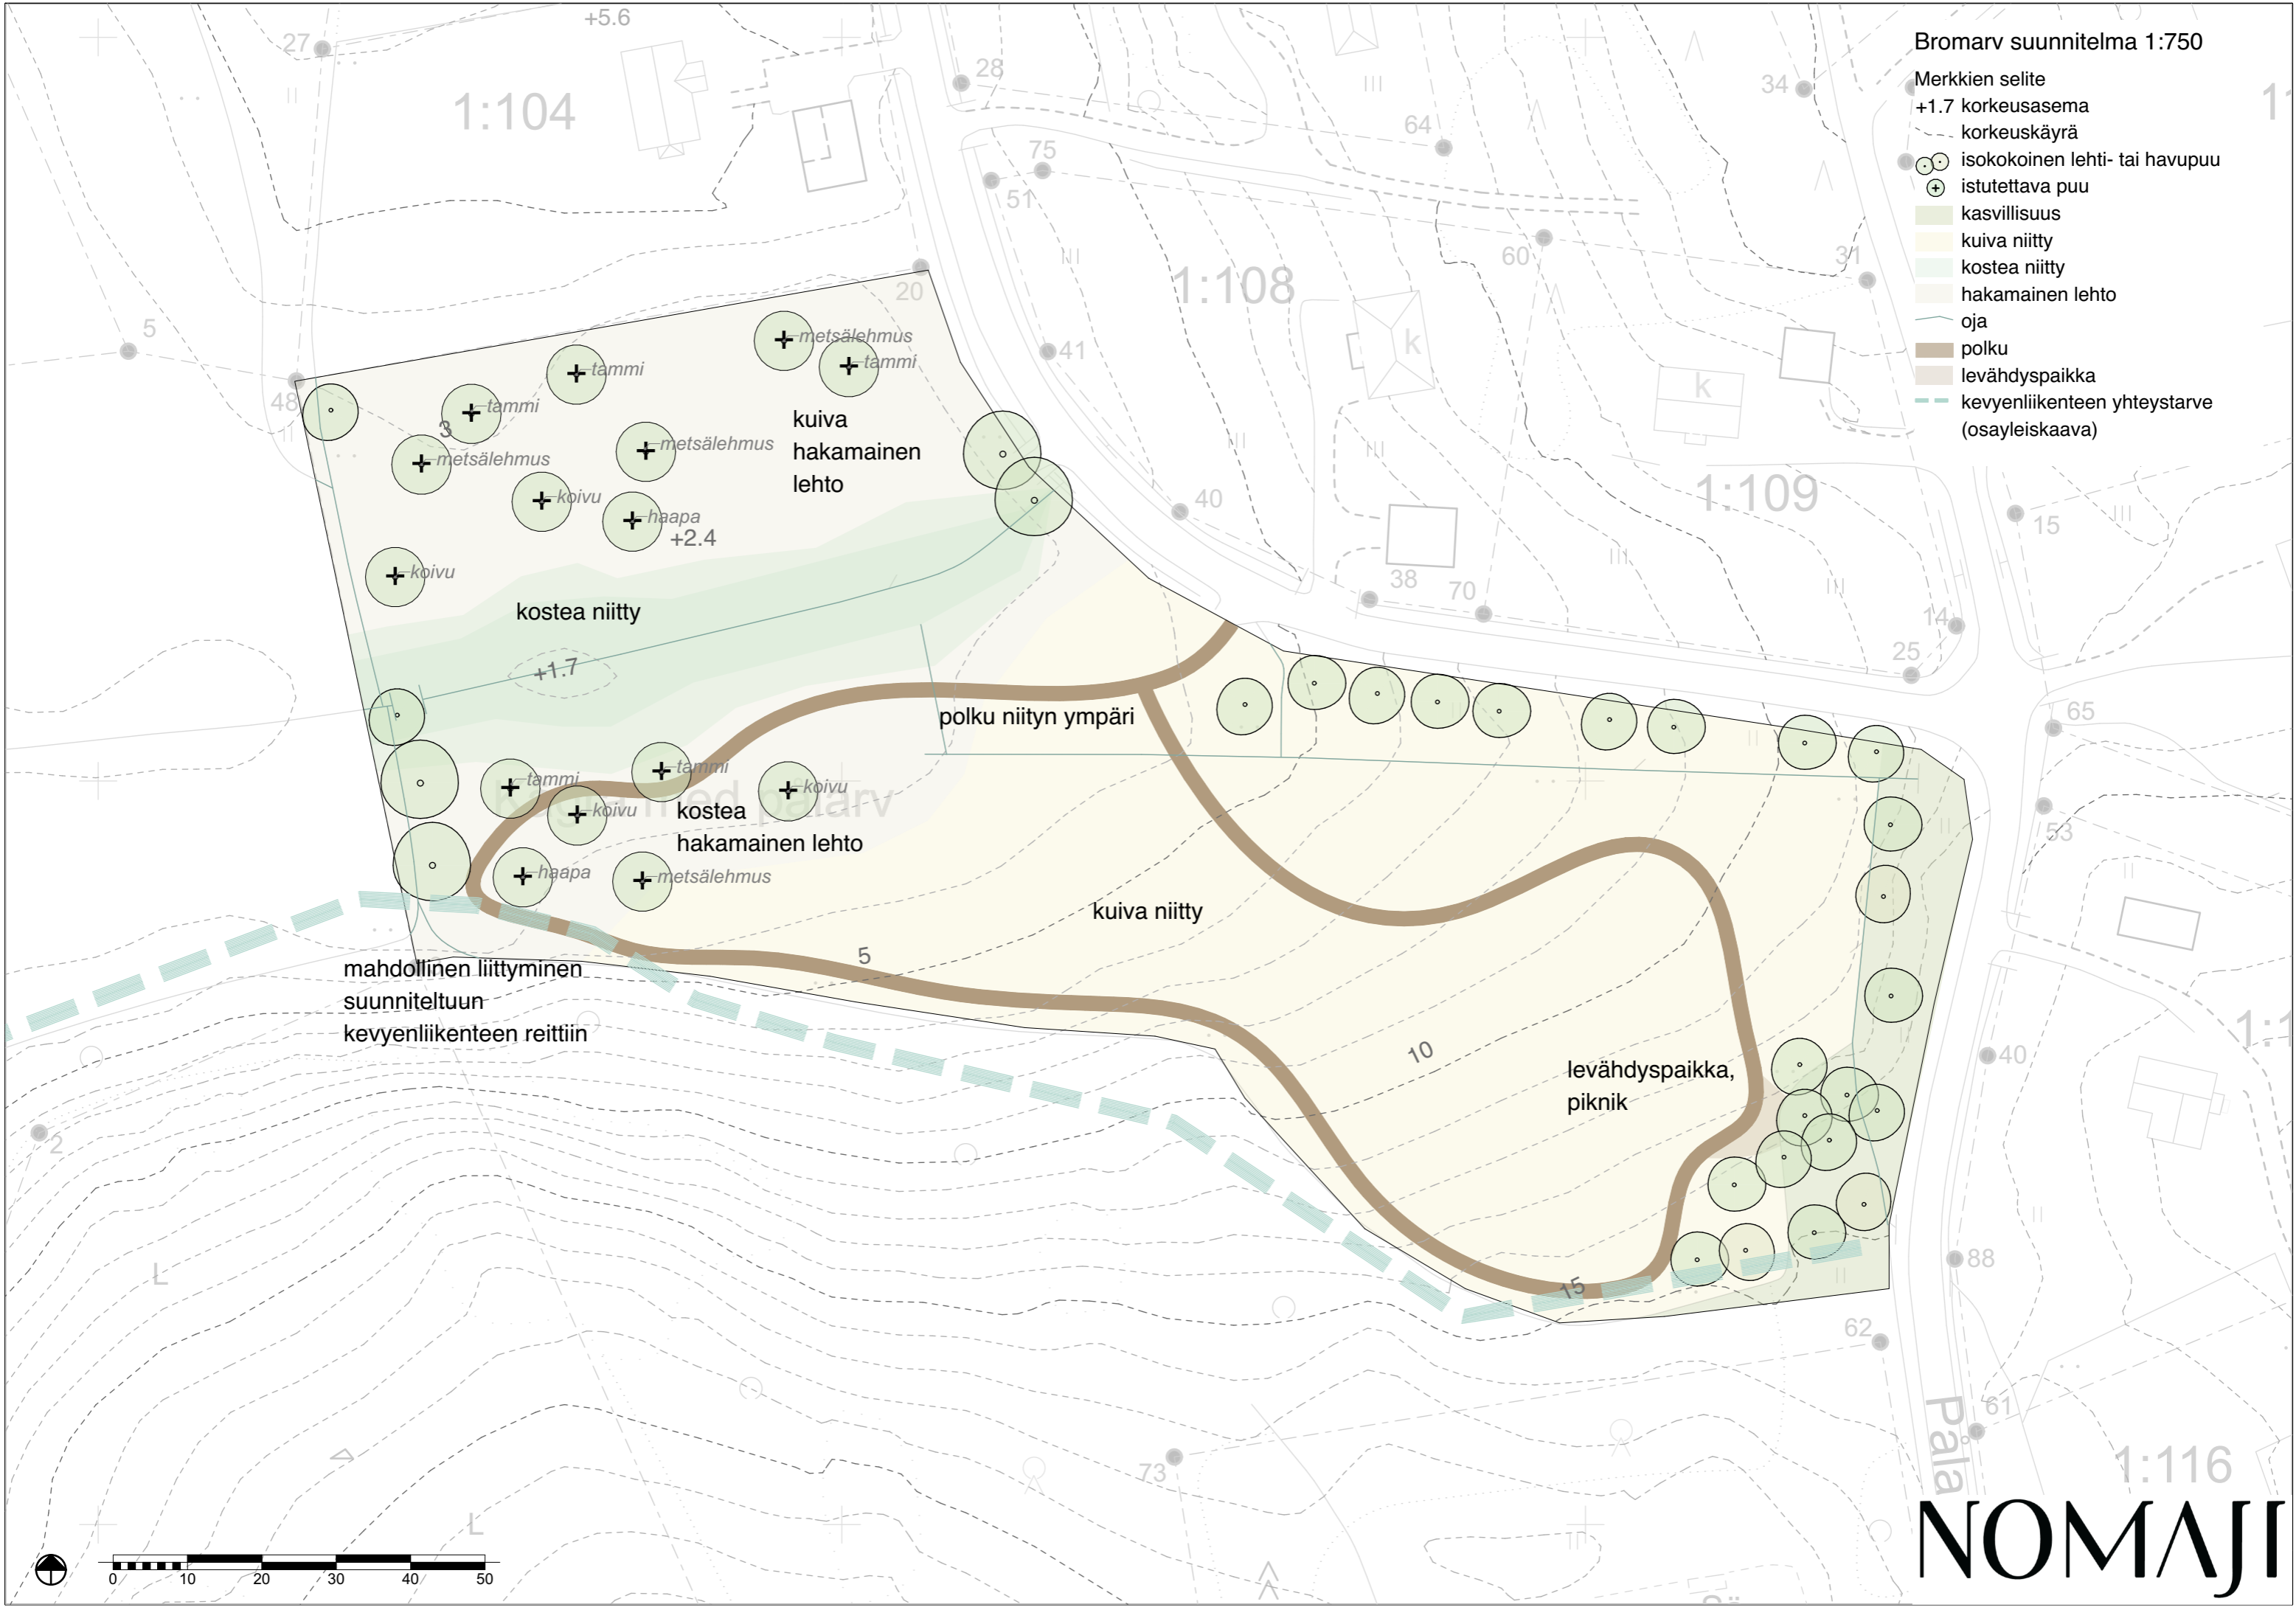 +5.6
27
1:104
28
64
34
75
51
5
20
1:108
60
31
41
k
k
48
3
metsälehmus
tammi
tammi
tammi
metsälehmus
metsälehmus
koivu
haapa
+2.4
koivu
kuiva
hakamainen
lehto
40
1:109
15
38
70
14
25
65
53
kostea niitty
+1.7
polku niityn ympäri
tammi
tammi
koivu
koivu
haapa
metsälehmus
kostea
hakamainen lehto
kuiva niitty
5
10
15
mahdollinen liittyminen
suunniteltuun
kevyenliikenteen reittiin
levähdyspaikka,
piknik
2
40
88
62
61
73
L
L
Påla
1:116
Bromarv suunnitelma 1:750
Merkkien selite
+1.7 korkeusasema
korkeuskäyrä
isokokoinen lehti- tai havupuu
istutettava puu
kasvillisuus
kuiva niitty
kostea niitty
hakamainen lehto
oja
polku
levähdyspaikka
kevyenliikenteen yhteystarve
(osayleiskaava)
0 10 20 30 40 50
NOMAJI